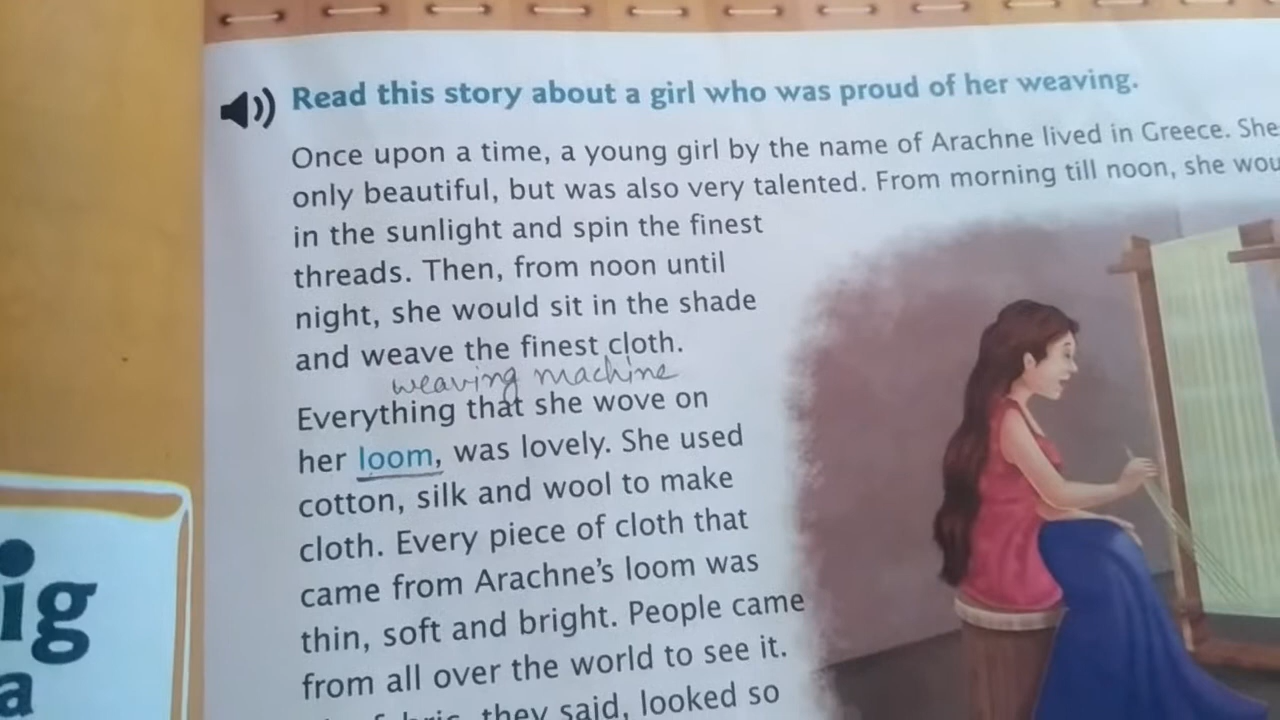 Read this story about a girl who was proud of her weaving.
Once upon a time, a young girl by the name of Arachne lived in Greece. She
only beautiful, but was also very talented. From morning till noon, she wou
in the sunlight and spin the finest
threads. Then, from noon until
night, she would sit in the shade
and weave the finest cloth.
weaving machine
Everything that she wove on
her loom, was lovely. She used
cotton, silk and wool to make
cloth. Every piece of cloth that
came from Arachne's loom was
thin, soft and bright. People came
from all over the world to see it.
they said, looked so
ig
a